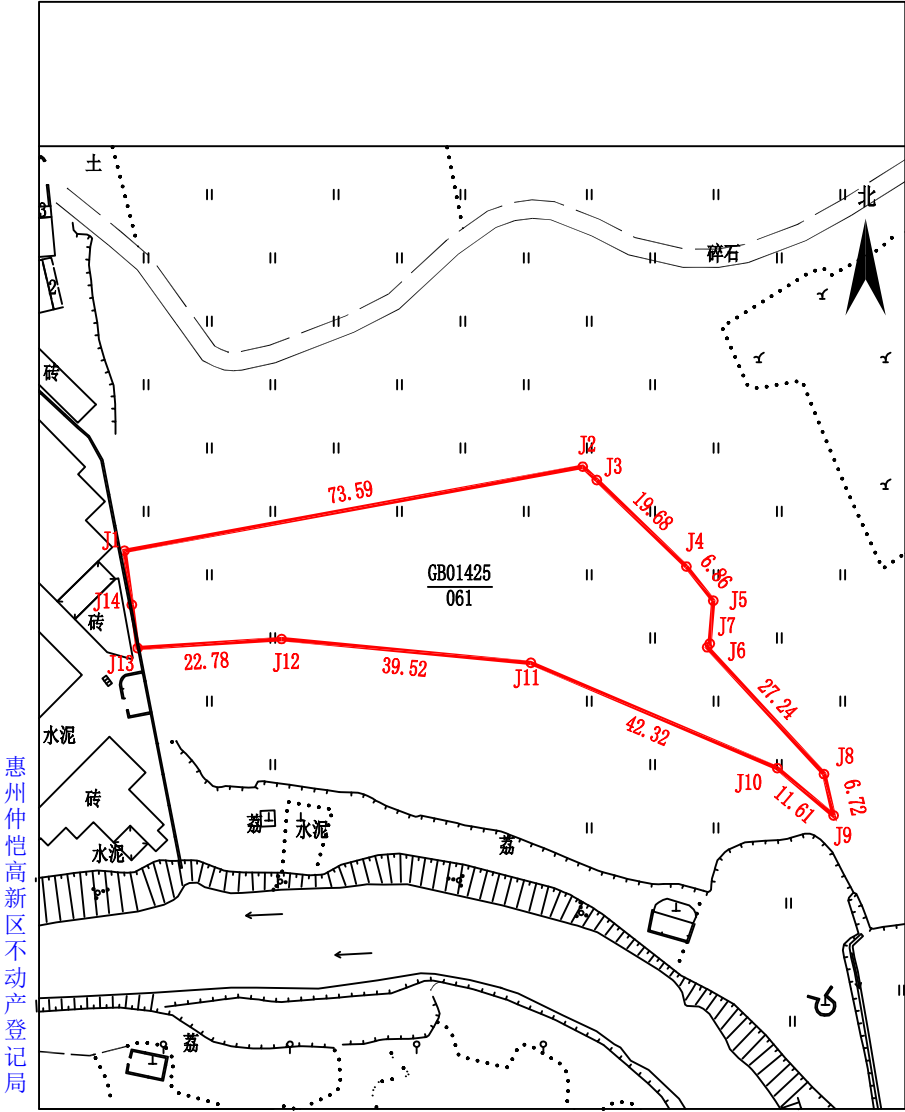 土
北
碎石
3
2
砖
J2
J3
73.59
19.68
J1
J4
6.86
GB01425
061
J5
J14
砖
J7
J6
J13
22.78
J12
39.52
J11
27.24
42.32
水泥
J10
J8
11.61
6.72
砖
J9
荔
水泥
荔
水泥
荔
惠州仲恺高新区不动产登记局